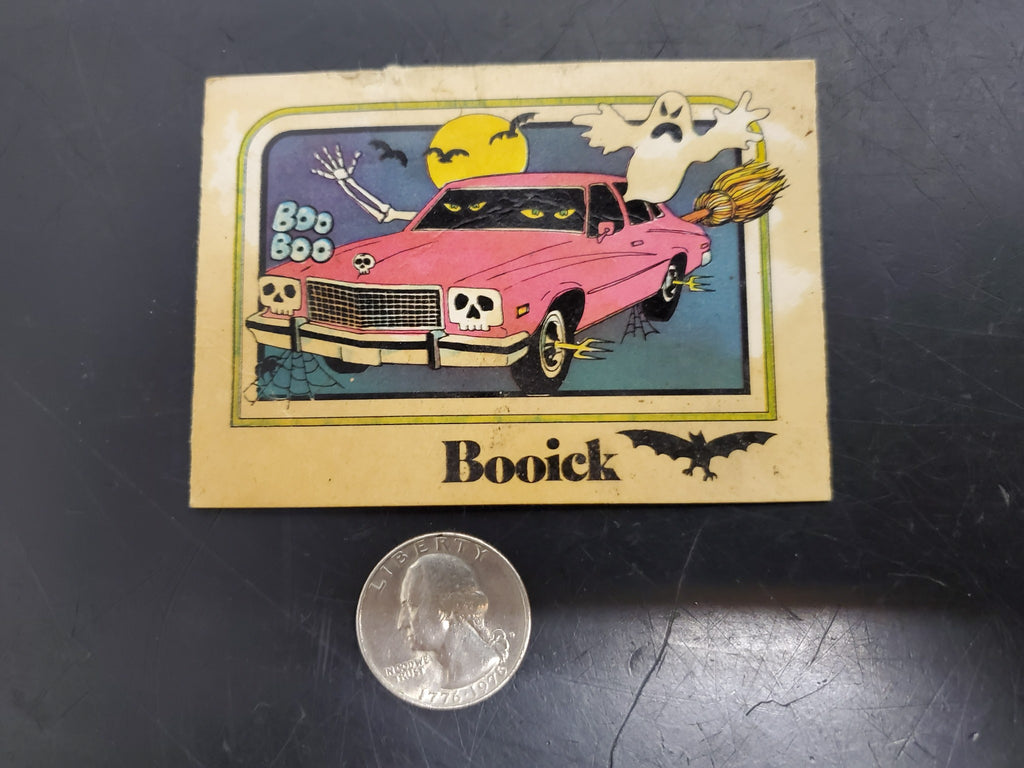 BOO
BOO
Booick
LIBERTY
IN GOD WE
TRUST
1776-1976